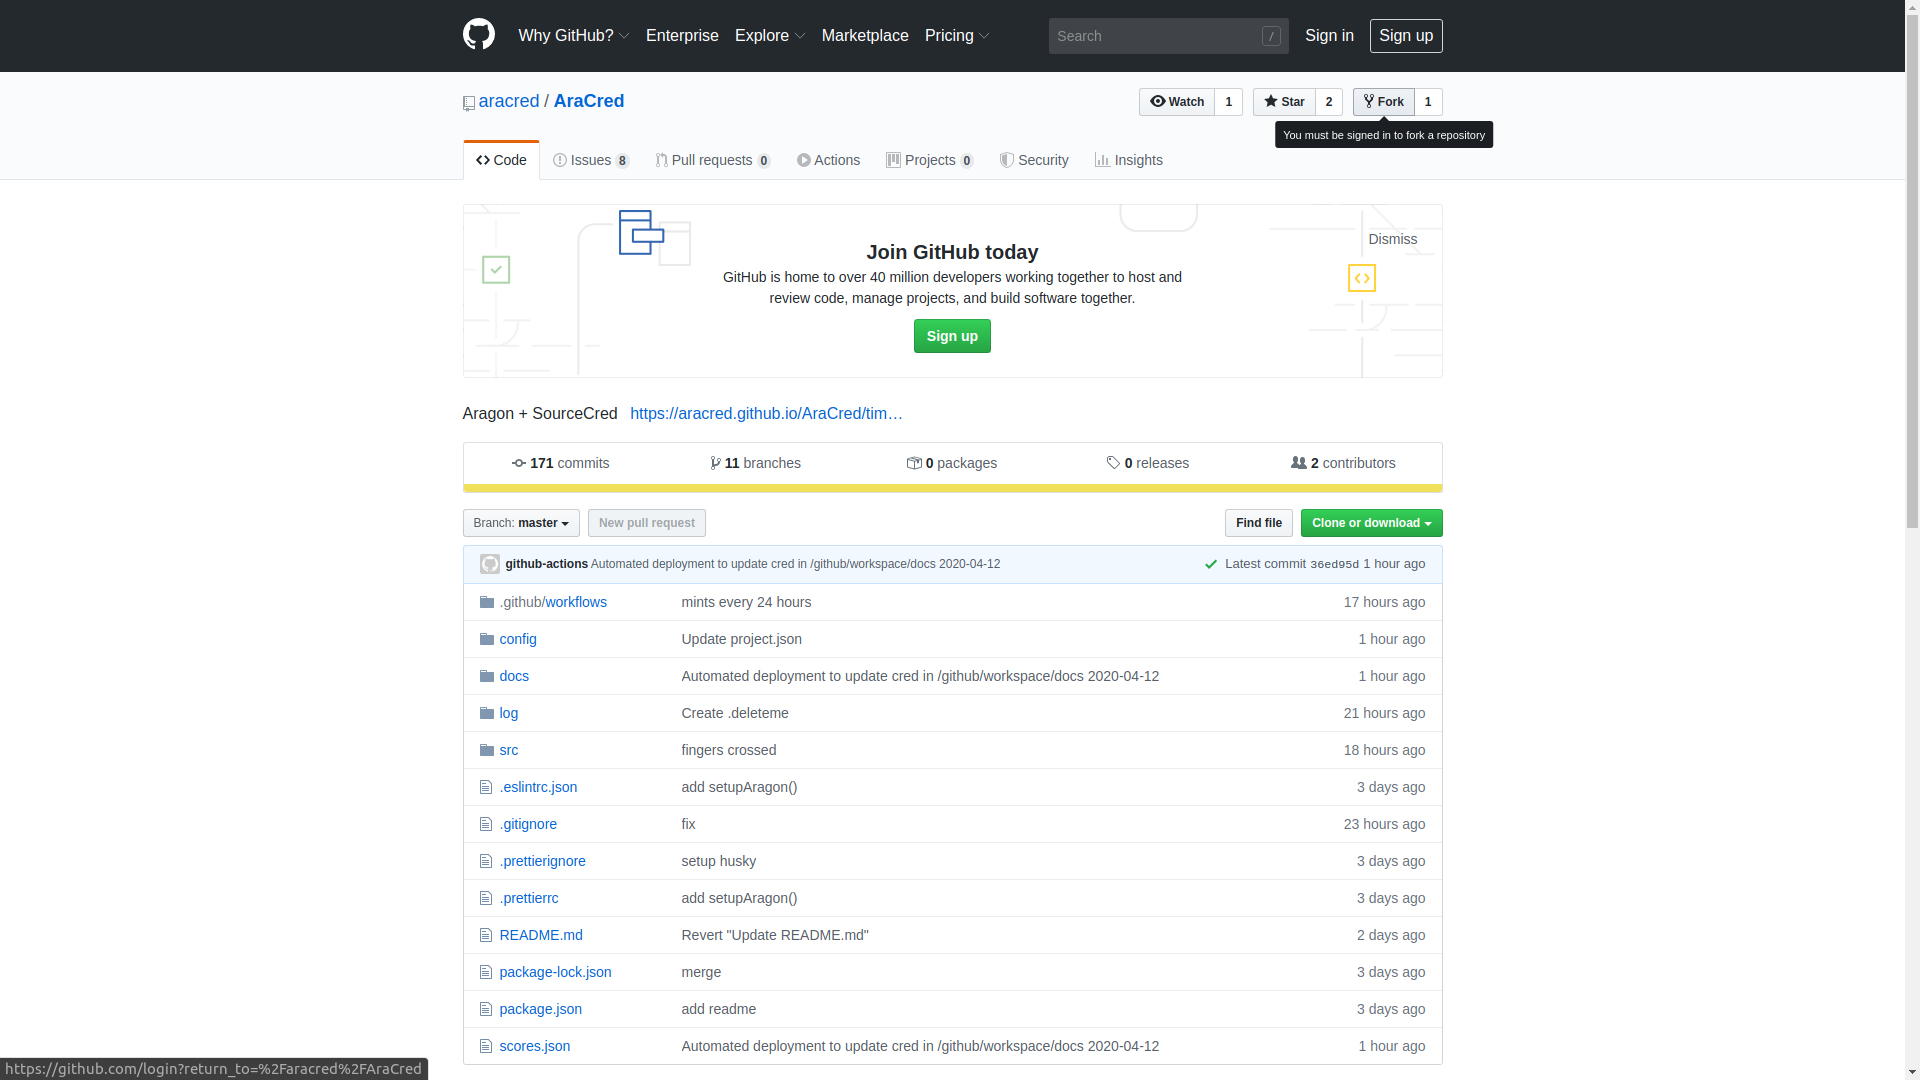 Why GitHub? Enterprise Explore Marketplace Pricing Search / Sign in Sign up
aracred / AraCred Watch 1 Star 2 Fork 1
You must be signed in to fork a repository
Code Issues 8 Pull requests 0 Actions Projects 0 Security Insights
Dismiss
Join GitHub today
GitHub is home to over 40 million developers working together to host and
review code, manage projects, and build software together.
Sign up
Aragon + SourceCred https://aracred.github.io/AraCred/tim…
171 commits 11 branches 0 packages 0 releases 2 contributors
Branch: master New pull request Find file Clone or download
github-actions Automated deployment to update cred in /github/workspace/docs 2020-04-12 Latest commit 36ed95d 1 hour ago
.github/workflows mints every 24 hours 17 hours ago
config Update project.json 1 hour ago
docs Automated deployment to update cred in /github/workspace/docs 2020-04-12 1 hour ago
log Create .deleteme 21 hours ago
src fingers crossed 18 hours ago
.eslintrc.json add setupAragon() 3 days ago
.gitignore fix 23 hours ago
.prettierignore setup husky 3 days ago
.prettierrc add setupAragon() 3 days ago
README.md Revert "Update README.md" 2 days ago
package-lock.json merge 3 days ago
package.json add readme 3 days ago
scores.json Automated deployment to update cred in /github/workspace/docs 2020-04-12 1 hour ago
https://github.com/login?return_to=%2Faracred%2FAraCred